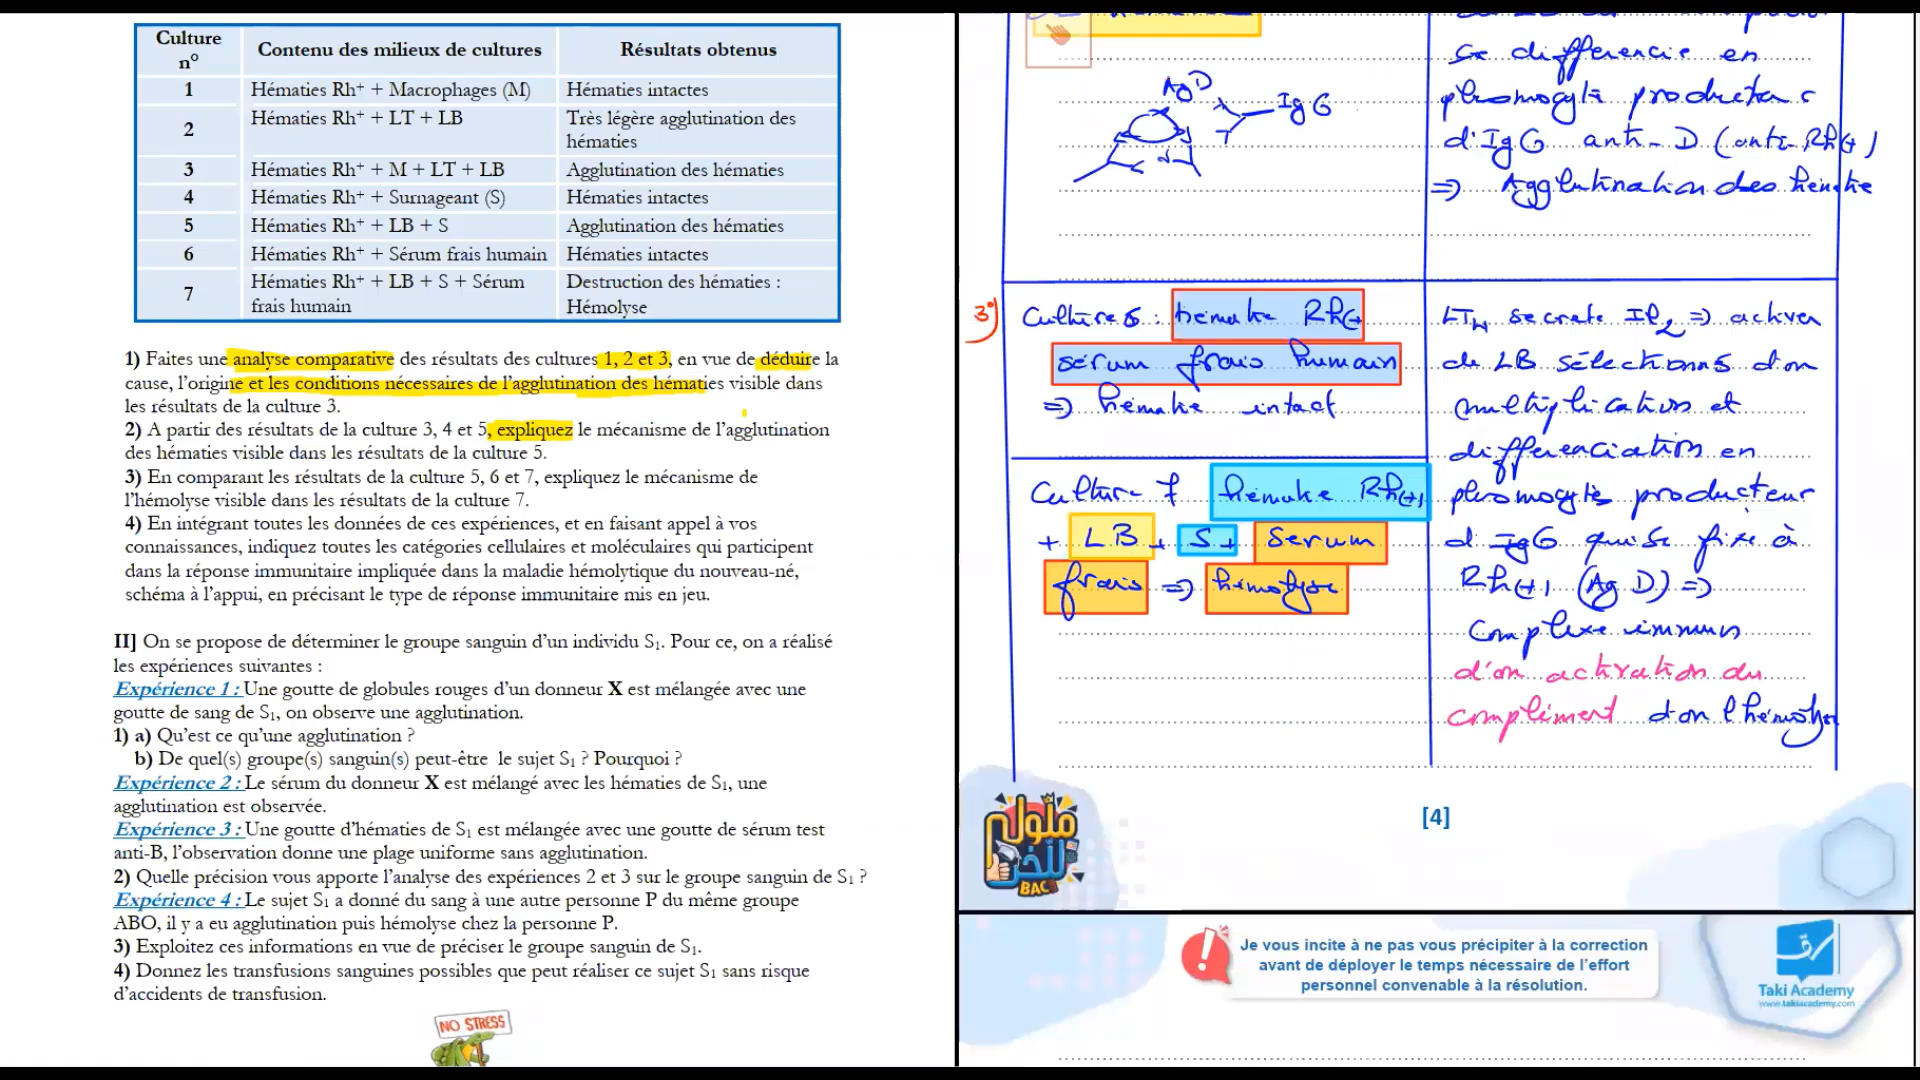 Culture n° | Contenu des milieux de cultures | Résultats obtenus
1 | Hématies Rh⁺ + Macrophages (M) | Hématies intactes
2 | Hématies Rh⁺ + LT + LB | Très légère agglutination des hématies
3 | Hématies Rh⁺ + M + LT + LB | Agglutination des hématies
4 | Hématies Rh⁺ + Surnageant (S) | Hématies intactes
5 | Hématies Rh⁺ + LB + S | Agglutination des hématies
6 | Hématies Rh⁺ + Sérum frais humain | Hématies intactes
7 | Hématies Rh⁺ + LB + S + Sérum frais humain | Destruction des hématies : Hémolyse
1) Faites une analyse comparative des résultats des cultures 1, 2 et 3, en vue de déduire la
cause, l’origine et les conditions nécessaires de l’agglutination des hématies visible dans
les résultats de la culture 3.
2) A partir des résultats de la culture 3, 4 et 5, expliquez le mécanisme de l’agglutination
des hématies visible dans les résultats de la culture 5.
3) En comparant les résultats de la culture 5, 6 et 7, expliquez le mécanisme de
l’hémolyse visible dans les résultats de la culture 7.
4) En intégrant toutes les données de ces expériences, et en faisant appel à vos
connaissances, indiquez toutes les catégories cellulaires et moléculaires qui participent
dans la réponse immunitaire impliquée dans la maladie hémolytique du nouveau-né,
schéma à l’appui, en précisant le type de réponse immunitaire mis en jeu.
II] On se propose de déterminer le groupe sanguin d’un individu S₁. Pour ce, on a réalisé
les expériences suivantes :
Expérience 1 : Une goutte de globules rouges d’un donneur X est mélangée avec une
goutte de sang de S₁, on observe une agglutination.
1) a) Qu’est ce qu’une agglutination ?
b) De quel(s) groupe(s) sanguin(s) peut-être le sujet S₁ ? Pourquoi ?
Expérience 2 : Le sérum du donneur X est mélangé avec les hématies de S₁, une
agglutination est observée.
Expérience 3 : Une goutte d’hématies de S₁ est mélangée avec une goutte de sérum test
anti-B, l’observation donne une plage uniforme sans agglutination.
2) Quelle précision vous apporte l’analyse des expériences 2 et 3 sur le groupe sanguin de S₁ ?
Expérience 4 : Le sujet S₁ a donné du sang à une autre personne P du même groupe
ABO, il y a eu agglutination puis hémolyse chez la personne P.
3) Exploitez ces informations en vue de préciser le groupe sanguin de S₁.
4) Donnez les transfusions sanguines possibles que peut réaliser ce sujet S₁ sans risque
d’accidents de transfusion.
NO STRESS
Ag D
IgG
se differencie en
plasmocyte producteur
d'IgG anti-D (anti-Rh(+)
=> Agglutination des hématie
3°)
Culture 6 : hématie Rh(+
sérum frais humain
=> hématie intact
Culture 7 hématie Rh(+)
+ LB + S + Serum
frais => hémolyse
LTH secrete Il2 => activer
de LB sélectionnés d'on
multiplication et
differenciation en
plasmocytes producteur
d'IgG qui se fixe à
Rh(+) (Ag D) =>
Complexe immun
d'on activation du
complément d'on l'hémolyse
[4]
ملوك لآخر
BAC
Je vous incite à ne pas vous précipiter à la correction
avant de déployer le temps nécessaire de l’effort
personnel convenable à la résolution.
Taki Academy
www.takiacademy.com